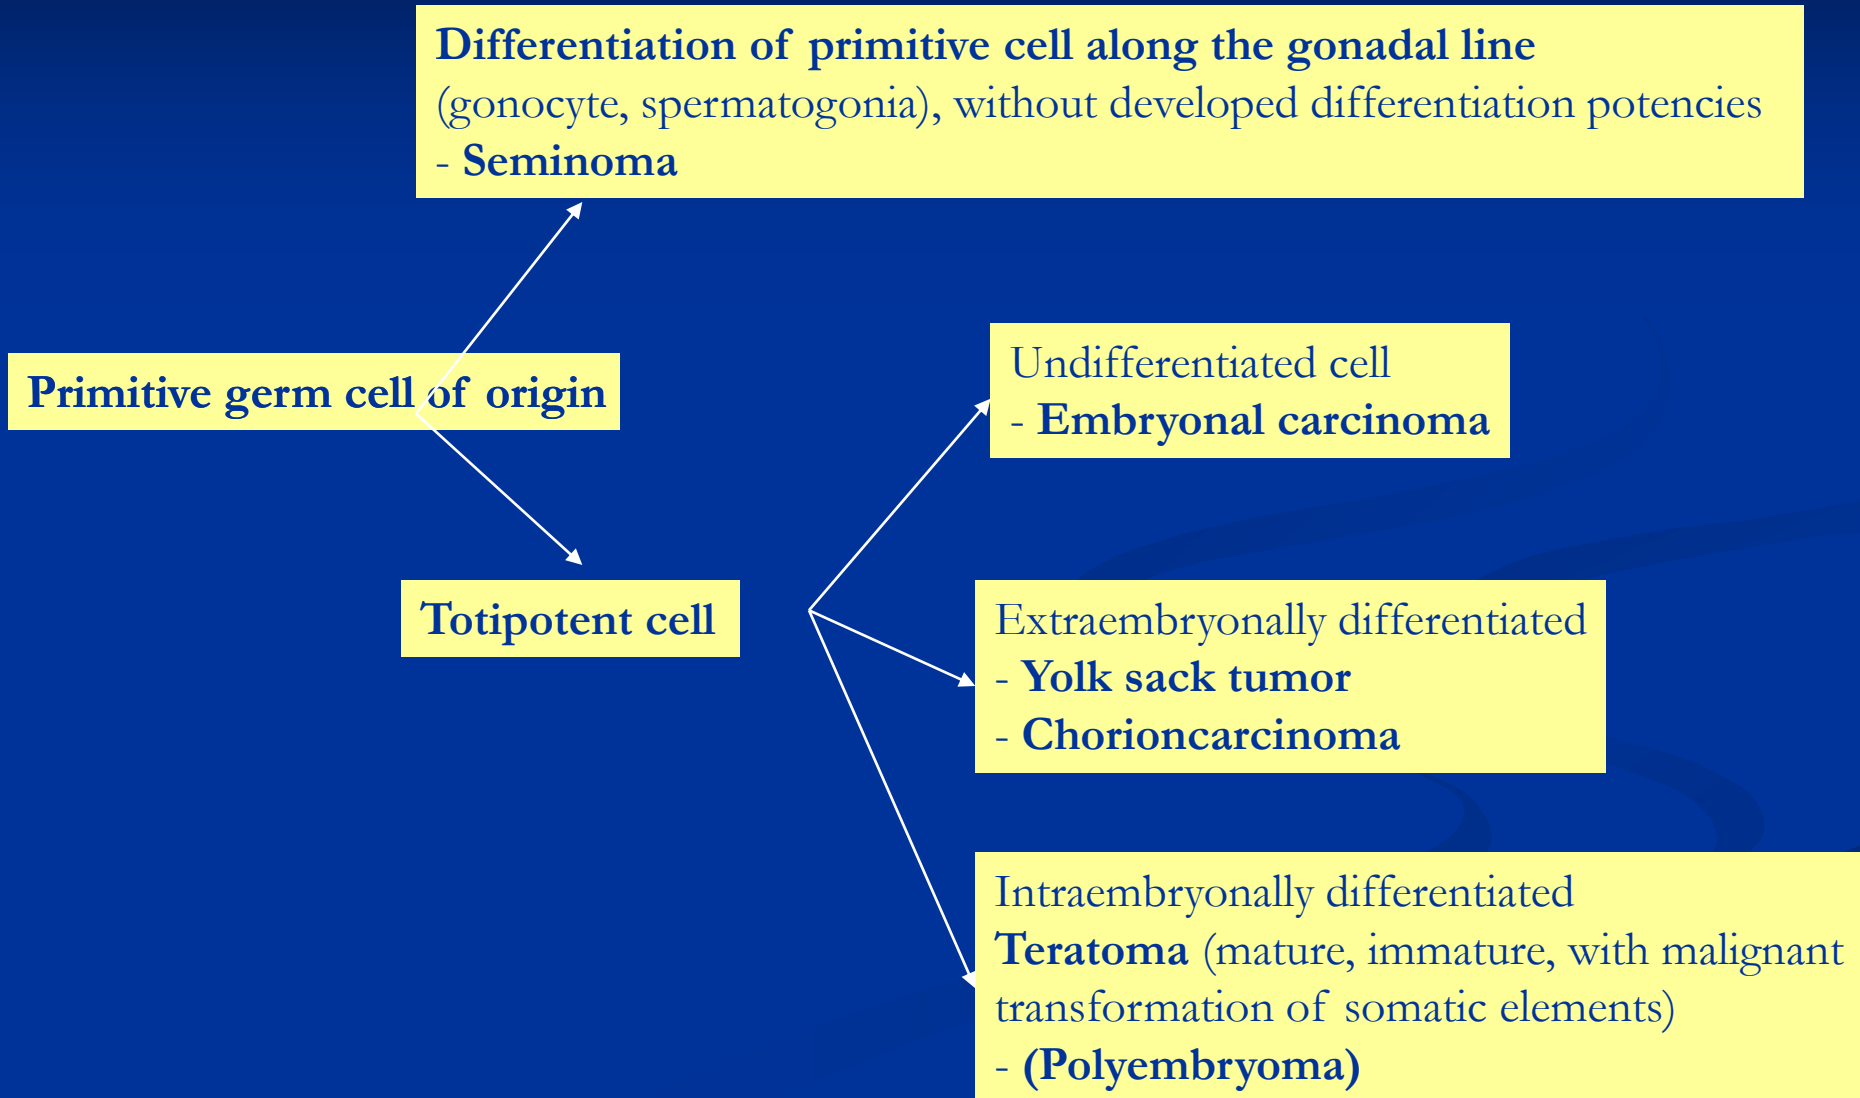 Differentiation of primitive cell along the gonadal line
(gonocyte, spermatogonia), without developed differentiation potencies
- Seminoma
Primitive germ cell of origin
Undifferentiated cell
- Embryonal carcinoma
Totipotent cell
Extraembryonally differentiated
- Yolk sack tumor
- Chorioncarcinoma
Intraembryonally differentiated
Teratoma (mature, immature, with malignant
transformation of somatic elements)
- (Polyembryoma)